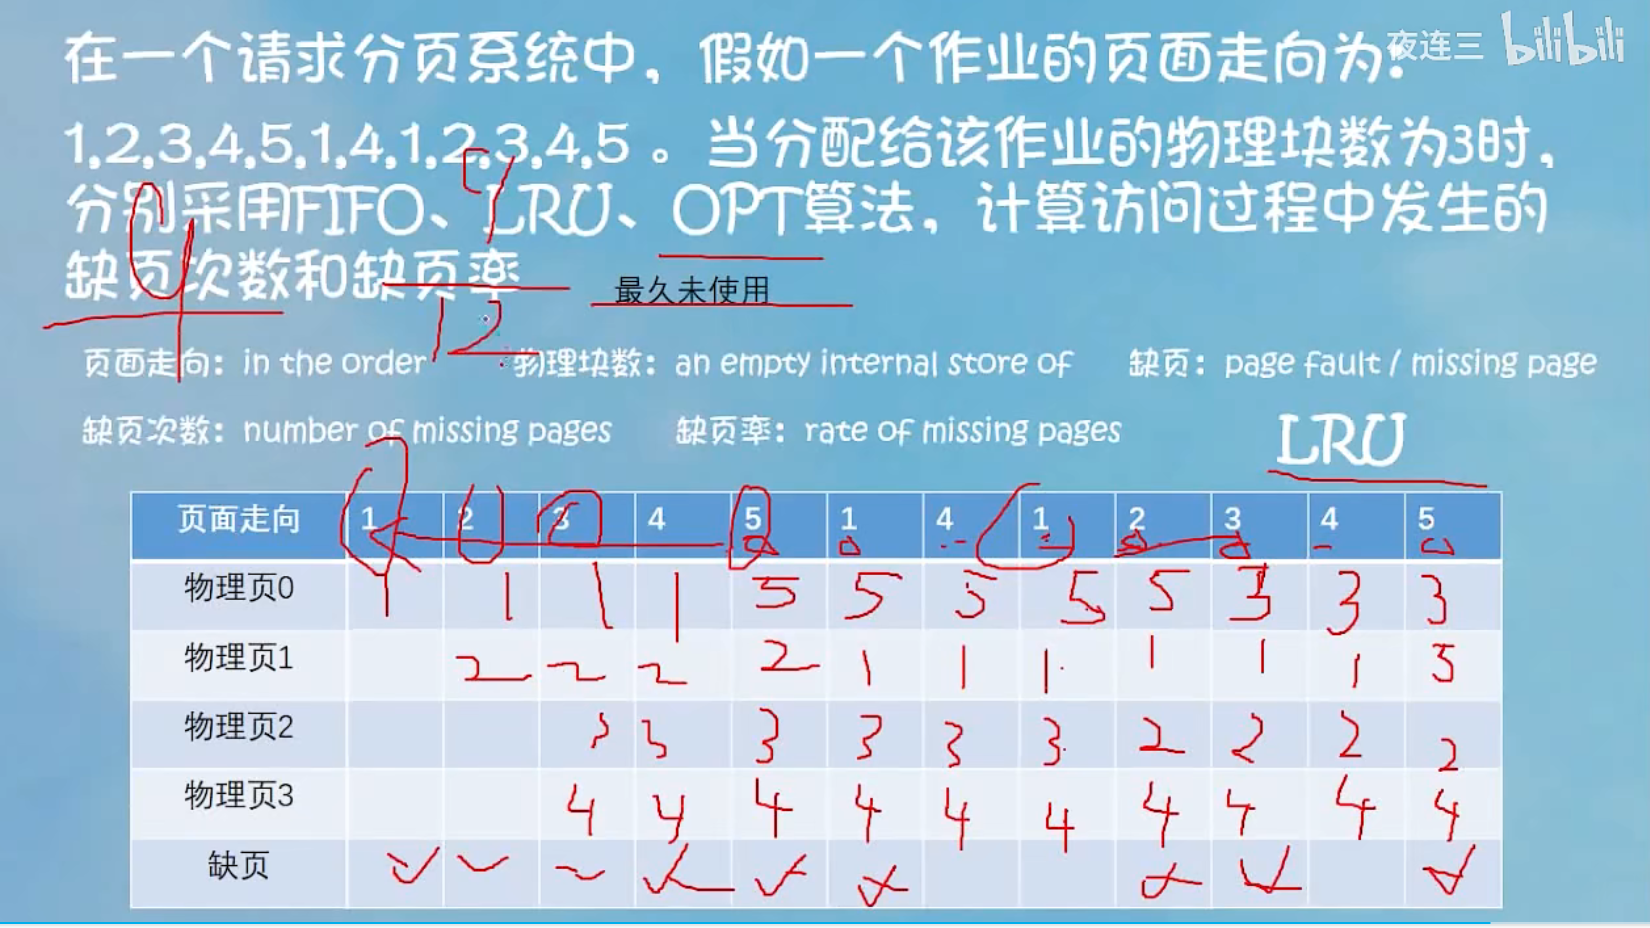 在一个请求分页系统中，假如一个作业的页面走向为：
夜连三 bilibili
1,2,3,4,5,1,4,1,2,3,4,5 。当分配给该作业的物理块数为3时，
分别采用FIFO、LRU、OPT算法，计算访问过程中发生的
缺页次数和缺页率
9
9
12
最久未使用
页面走向：in the order 物理块数：an empty internal store of 缺页：page fault / missing page
缺页次数：number of missing pages 缺页率：rate of missing pages
LRU
页面走向 1 2 3 4 5 1 4 1 2 3 4 5
物理页0 1 1 1 1 5 5 5 5 5 3 3 3
物理页1 2 2 2 2 1 1 1 1 1 1 5
物理页2 3 3 3 3 3 3 2 2 2 2
物理页3 4 4 4 4 4 4 4 4 4 4
缺页 ✓ ✓ ✓ ✓ ✓ ✓ ✓ ✓ ✓